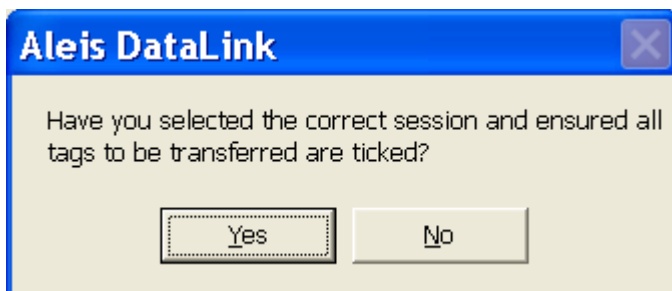 Aleis DataLink
Have you selected the correct session and ensured all
tags to be transferred are ticked?
Yes
No